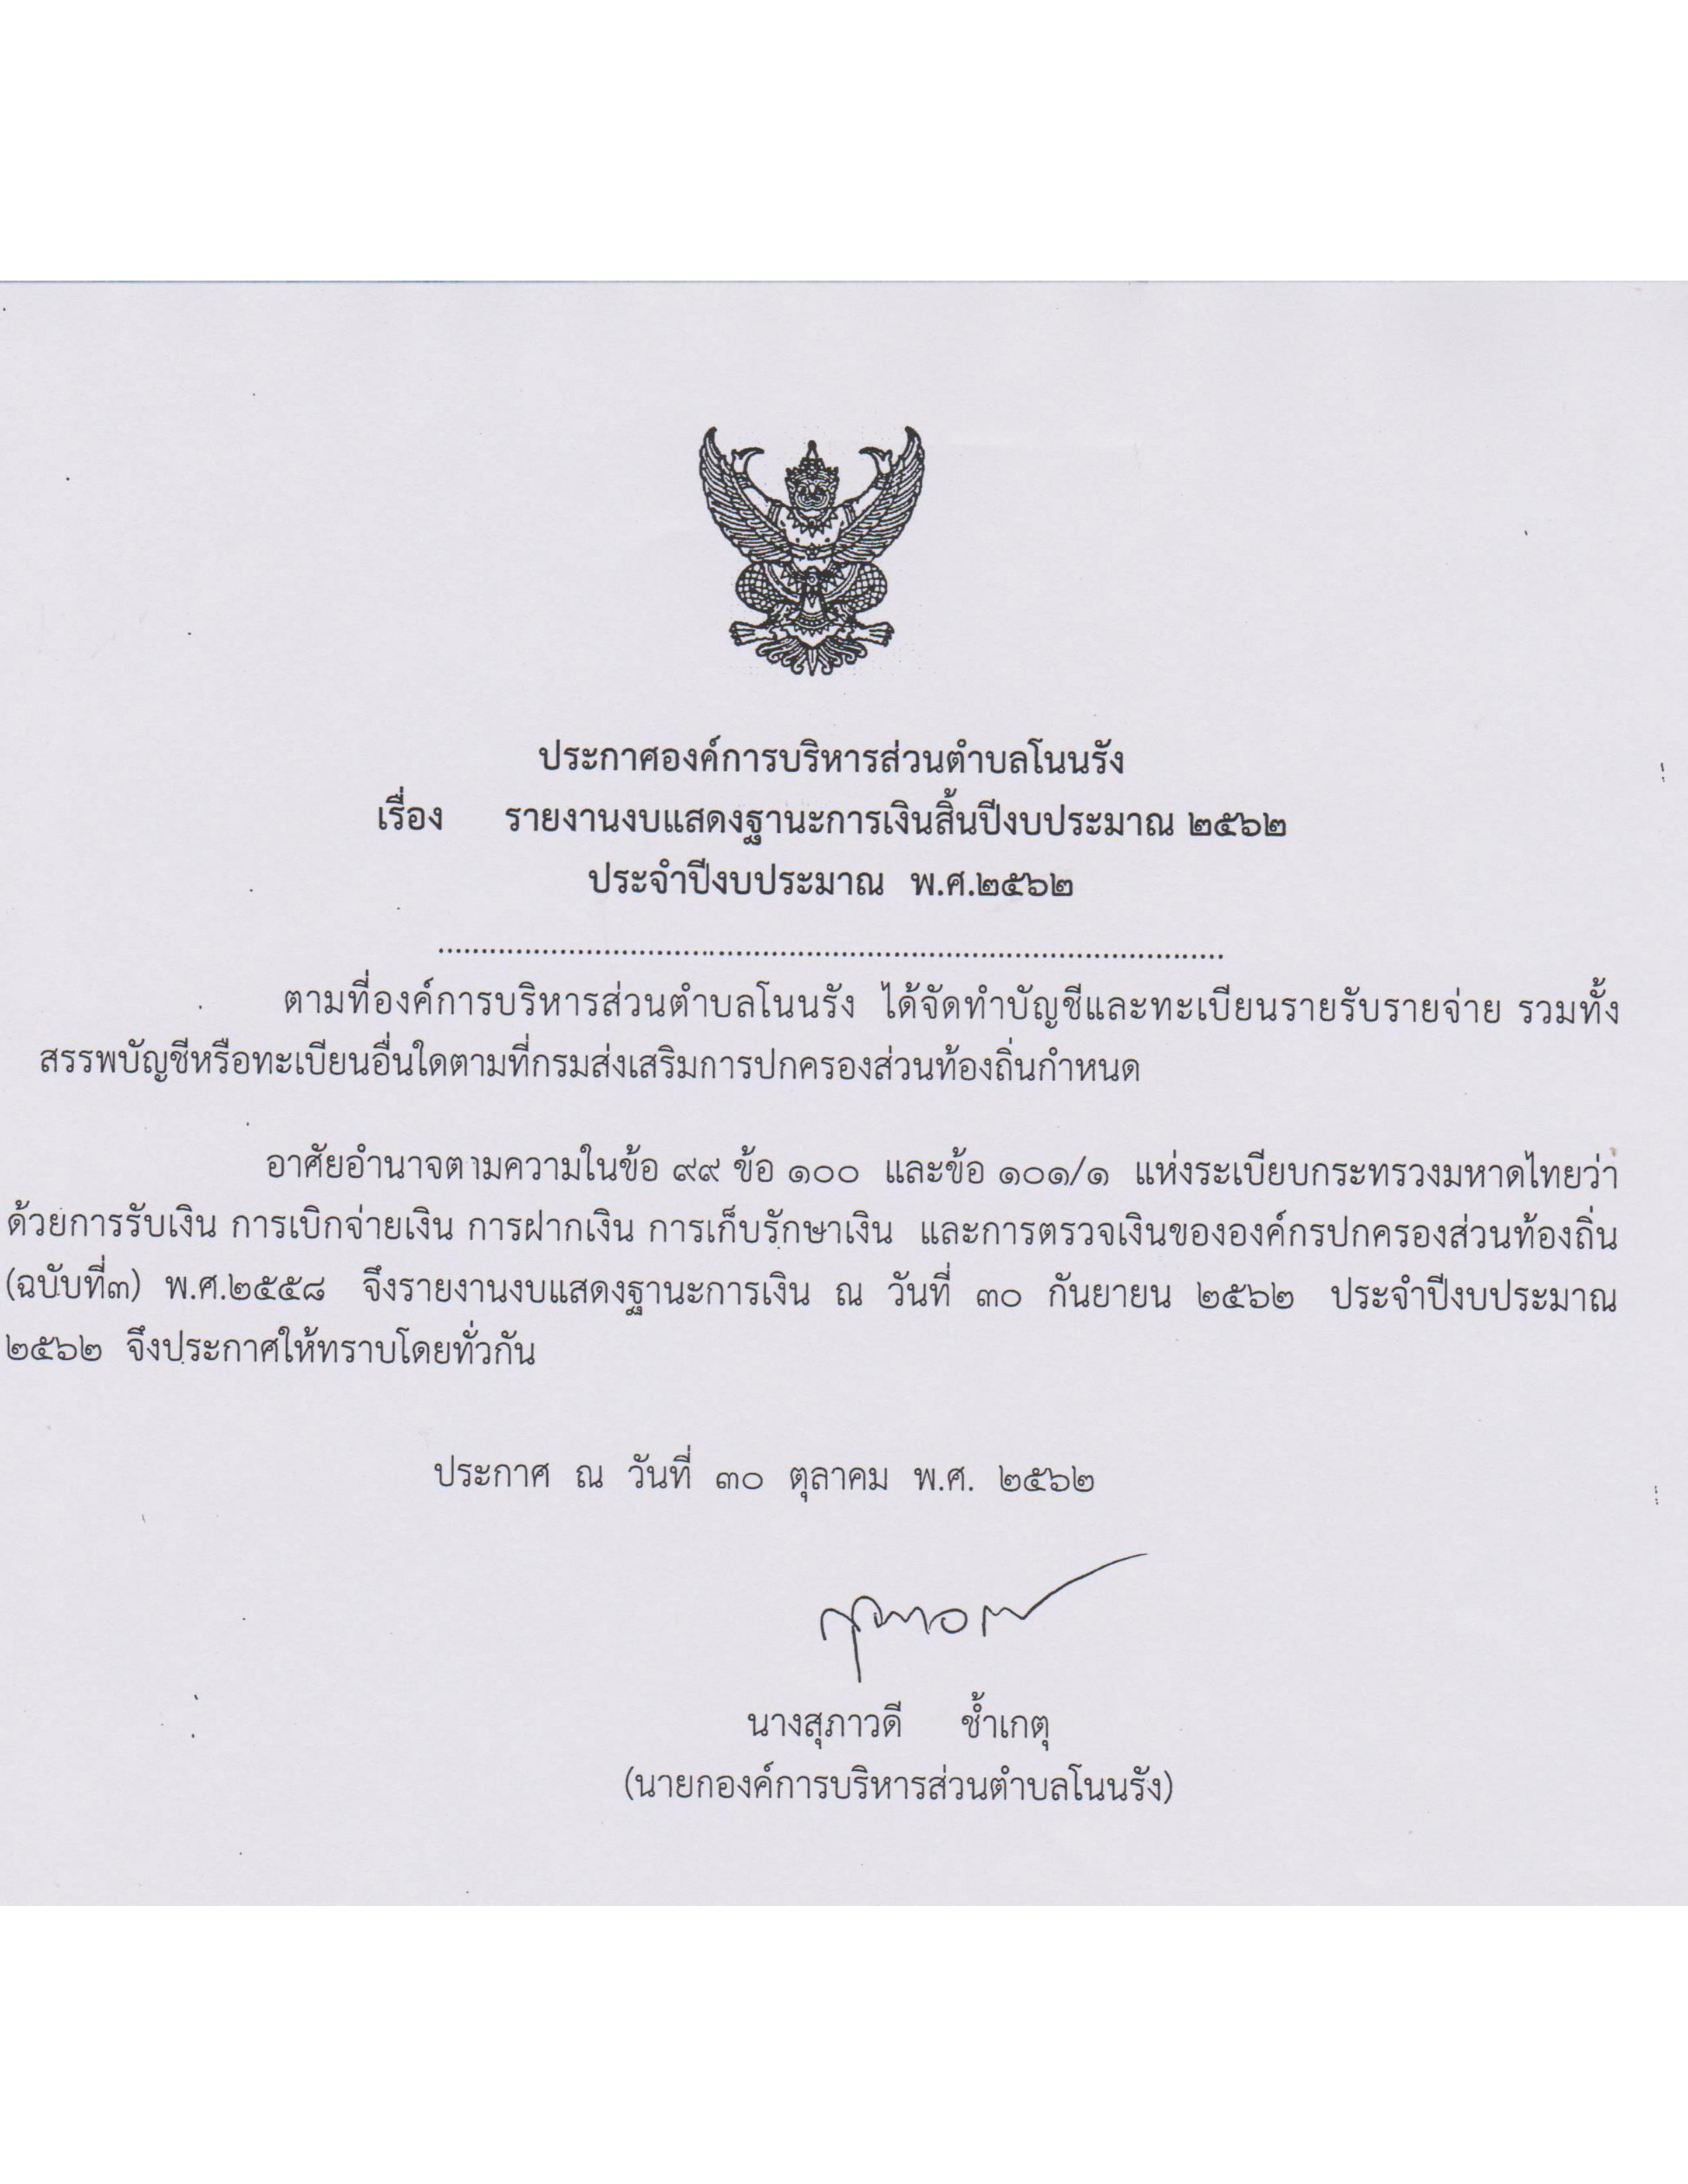 ประกาศองค์การบริหารส่วนตำบลโนนรัง
เรื่อง รายงานงบแสดงฐานะการเงินสิ้นปีงบประมาณ ๒๕๖๒
ประจำปีงบประมาณ พ.ศ.๒๕๖๒
ตามที่องค์การบริหารส่วนตำบลโนนรัง ได้จัดทำบัญชีและทะเบียนรายรับรายจ่าย รวมทั้ง
สรรพบัญชีหรือทะเบียนอื่นใดตามที่กรมส่งเสริมการปกครองส่วนท้องถิ่นกำหนด
อาศัยอำนาจตามความในข้อ ๙๙ ข้อ ๑๐๐ และข้อ ๑๐๑/๑ แห่งระเบียบกระทรวงมหาดไทยว่า
ด้วยการรับเงิน การเบิกจ่ายเงิน การฝากเงิน การเก็บรักษาเงิน และการตรวจเงินขององค์กรปกครองส่วนท้องถิ่น
(ฉบับที่๓) พ.ศ.๒๕๕๘ จึงรายงานงบแสดงฐานะการเงิน ณ วันที่ ๓๐ กันยายน ๒๕๖๒ ประจำปีงบประมาณ
๒๕๖๒ จึงประกาศให้ทราบโดยทั่วกัน
ประกาศ ณ วันที่ ๓๐ ตุลาคม พ.ศ. ๒๕๖๒
นางสุภาวดี ช้ำเกตุ
(นายกองค์การบริหารส่วนตำบลโนนรัง)